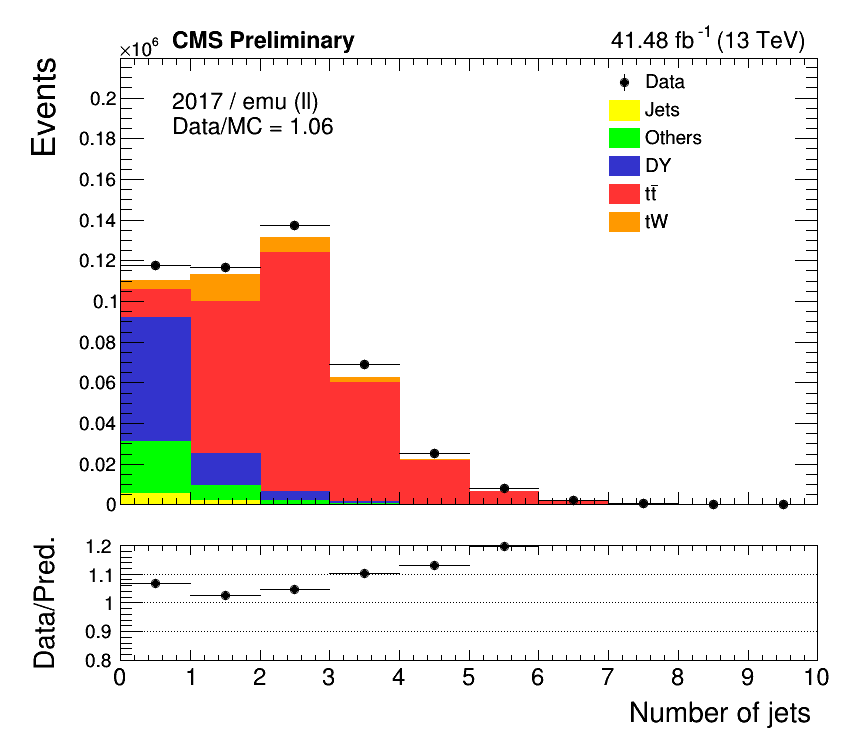 ×10⁶ CMS Preliminary 41.48 fb⁻¹ (13 TeV)
Events
2017 / emu (ll)
Data/MC = 1.06
Data
Jets
Others
DY
tt̄
tW
0.2
0.18
0.16
0.14
0.12
0.1
0.08
0.06
0.04
0.02
0
Data/Pred.
1.2
1.1
1
0.9
0.8
0 1 2 3 4 5 6 7 8 9 10
Number of jets